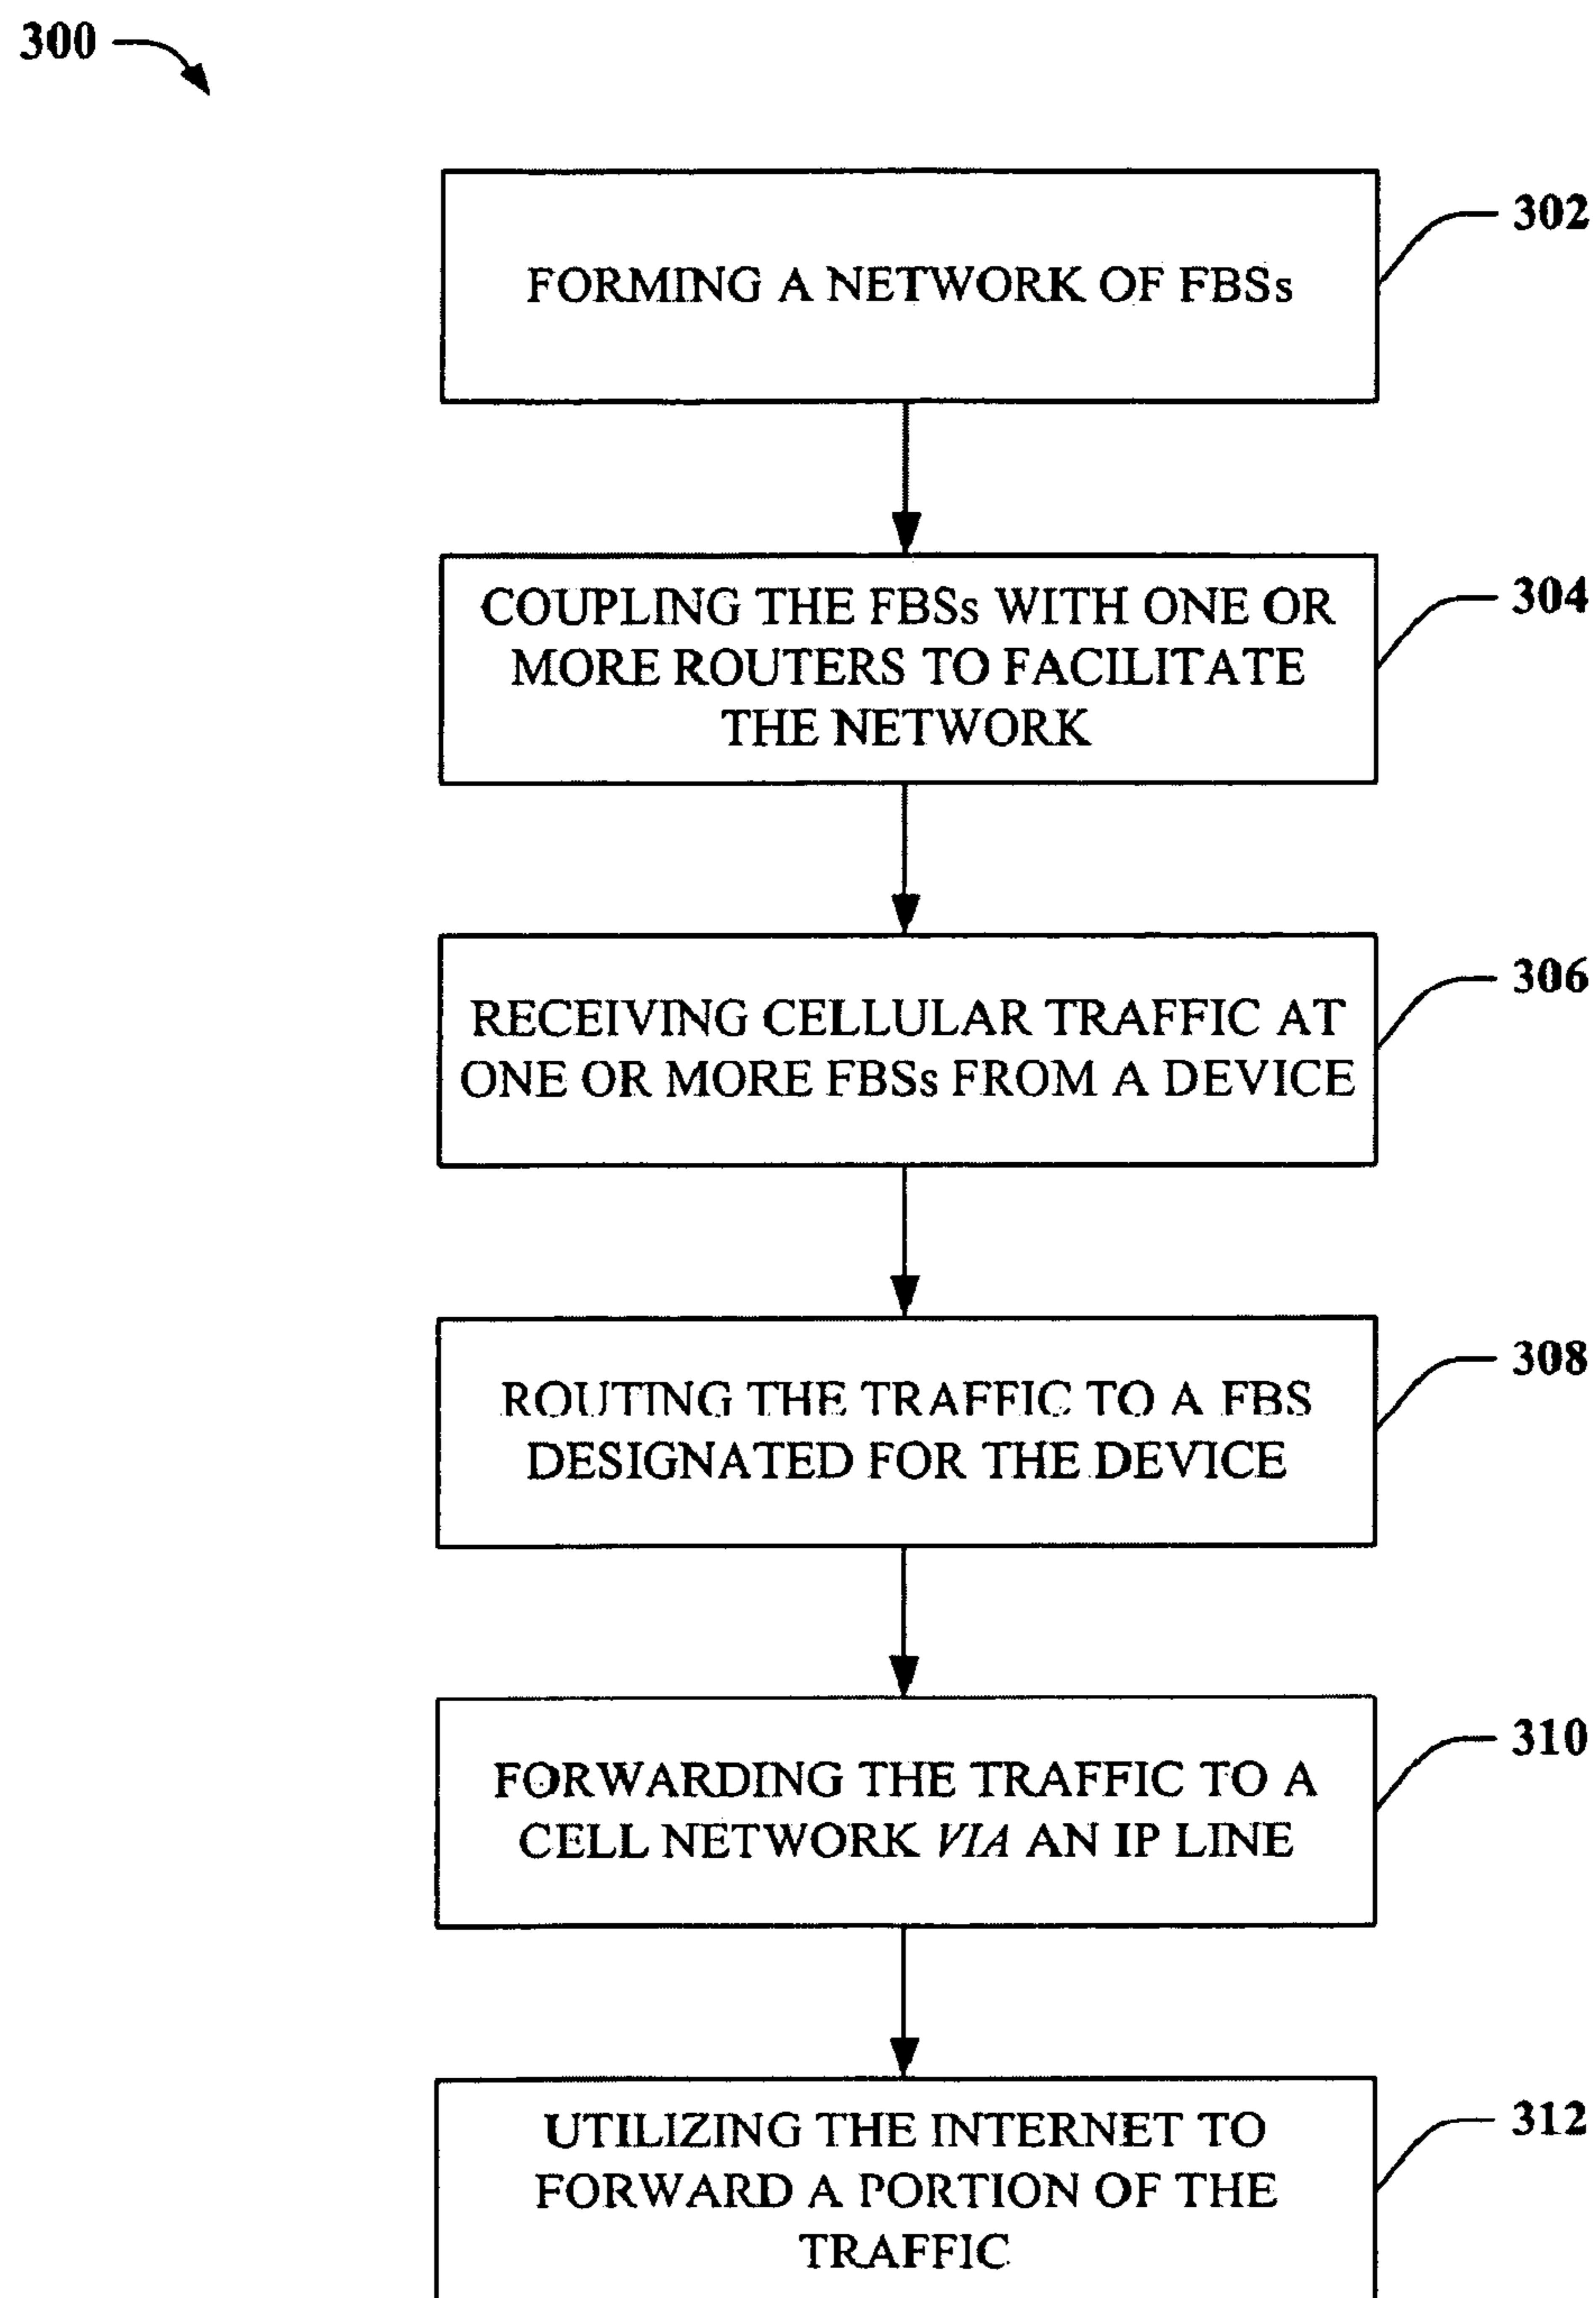 300
302
FORMING A NETWORK OF FBSs
304
COUPLING THE FBSs WITH ONE OR
MORE ROUTERS TO FACILITATE
THE NETWORK
306
RECEIVING CELLULAR TRAFFIC AT
ONE OR MORE FBSs FROM A DEVICE
308
ROUTING THE TRAFFIC TO A FBS
DESIGNATED FOR THE DEVICE
310
FORWARDING THE TRAFFIC TO A
CELL NETWORK VIA AN IP LINE
312
UTILIZING THE INTERNET TO
FORWARD A PORTION OF THE
TRAFFIC